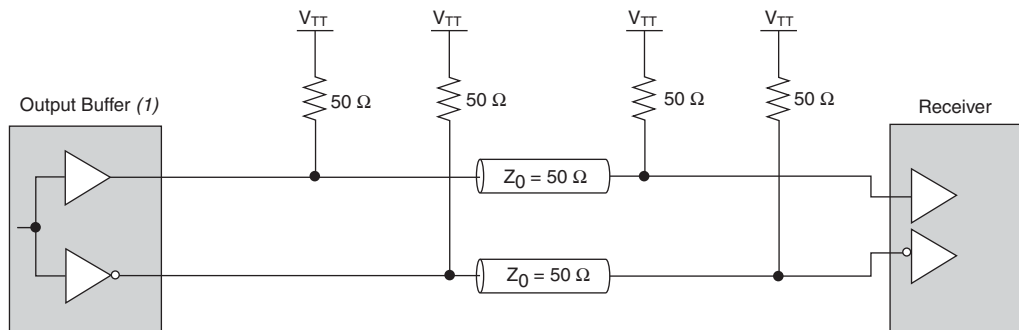 V_TT V_TT V_TT V_TT
50 Ω 50 Ω 50 Ω 50 Ω
Output Buffer (1)
Receiver
Z_0 = 50 Ω
Z_0 = 50 Ω